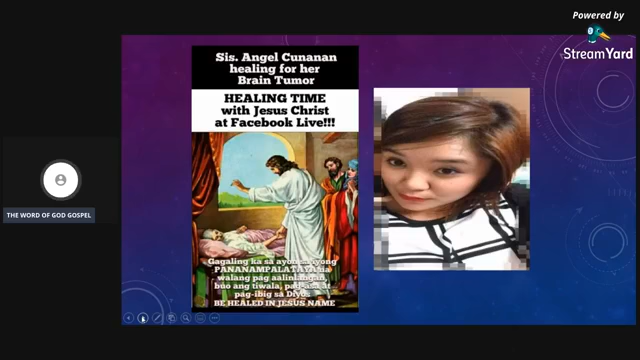 Powered by
StreamYard
Sis. Angel Cunanan
healing for her
Brain Tumor
HEALING TIME
with Jesus Christ
at Facebook Live!!!
Gagaling ka sa ayon sa iyong
PANANAMPALATAYA na
walang pag aalinlangan,
buo ang tiwala, pag-asa at
pag-ibig sa Diyos.
BE HEALED IN JESUS NAME
THE WORD OF GOD GOSPEL